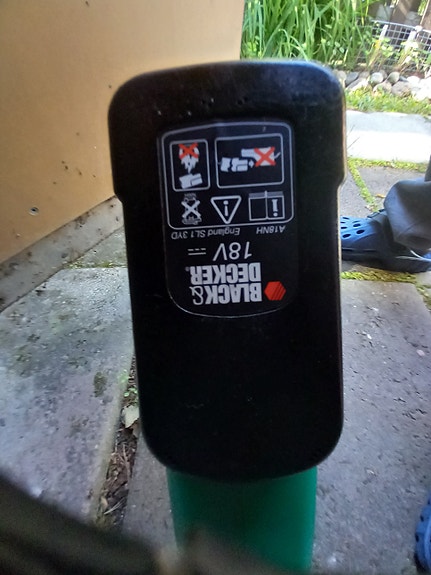 BLACK&
DECKER®
18V ⎓
A18NH England SL1 3YD